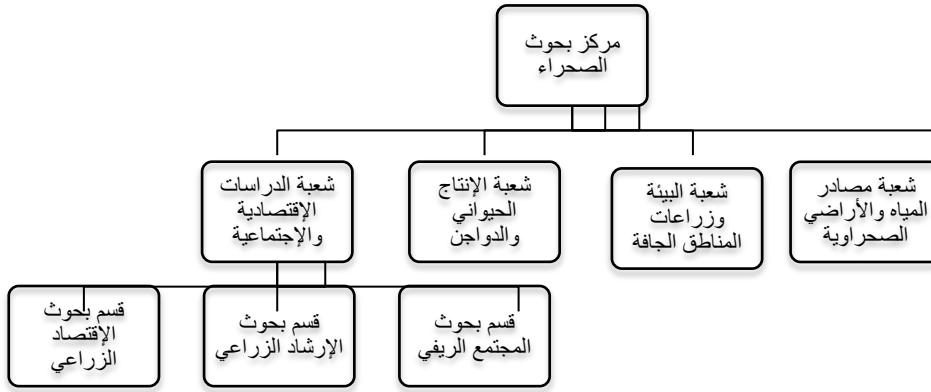 مركز بحوث
الصحراء
شعبة مصادر
المياه والأراضي
الصحراوية
شعبة البيئة
وزراعات
المناطق الجافة
شعبة الإنتاج
الحيواني
والدواجن
شعبة الدراسات
الإقتصادية
والإجتماعية
قسم بحوث
المجتمع الريفي
قسم بحوث
الإرشاد الزراعي
قسم بحوث
الإقتصاد
الزراعي